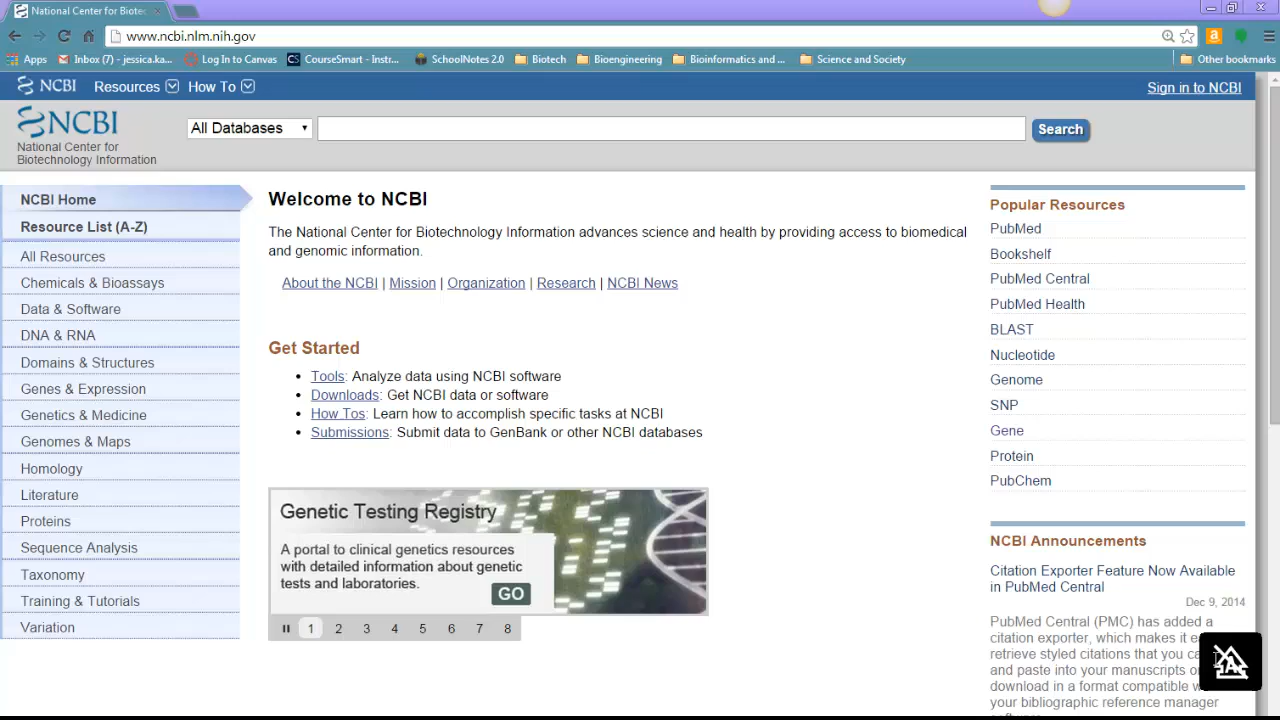 National Center for Biotec
www.ncbi.nlm.nih.gov
Apps
Inbox (7) - jessica.ka...
Log In to Canvas
CS CourseSmart - Instr...
SchoolNotes 2.0
Biotech
Bioengineering
Bioinformatics and ...
Science and Society
Other bookmarks
NCBI Resources How To Sign in to NCBI
NCBI
National Center for
Biotechnology Information
All Databases
Search
NCBI Home
Resource List (A-Z)
All Resources
Chemicals & Bioassays
Data & Software
DNA & RNA
Domains & Structures
Genes & Expression
Genetics & Medicine
Genomes & Maps
Homology
Literature
Proteins
Sequence Analysis
Taxonomy
Training & Tutorials
Variation
Welcome to NCBI
The National Center for Biotechnology Information advances science and health by providing access to biomedical
and genomic information.
About the NCBI | Mission | Organization | Research | NCBI News
Get Started
Tools: Analyze data using NCBI software
Downloads: Get NCBI data or software
How Tos: Learn how to accomplish specific tasks at NCBI
Submissions: Submit data to GenBank or other NCBI databases
Genetic Testing Registry
A portal to clinical genetics resources
with detailed information about genetic
tests and laboratories.
GO
1 2 3 4 5 6 7 8
Popular Resources
PubMed
Bookshelf
PubMed Central
PubMed Health
BLAST
Nucleotide
Genome
SNP
Gene
Protein
PubChem
NCBI Announcements
Citation Exporter Feature Now Available
in PubMed Central
Dec 9, 2014
PubMed Central (PMC) has added a
citation exporter, which makes it
retrieve styled citations that you
and paste into your manuscripts
download in a format compatible
your bibliographic reference manager